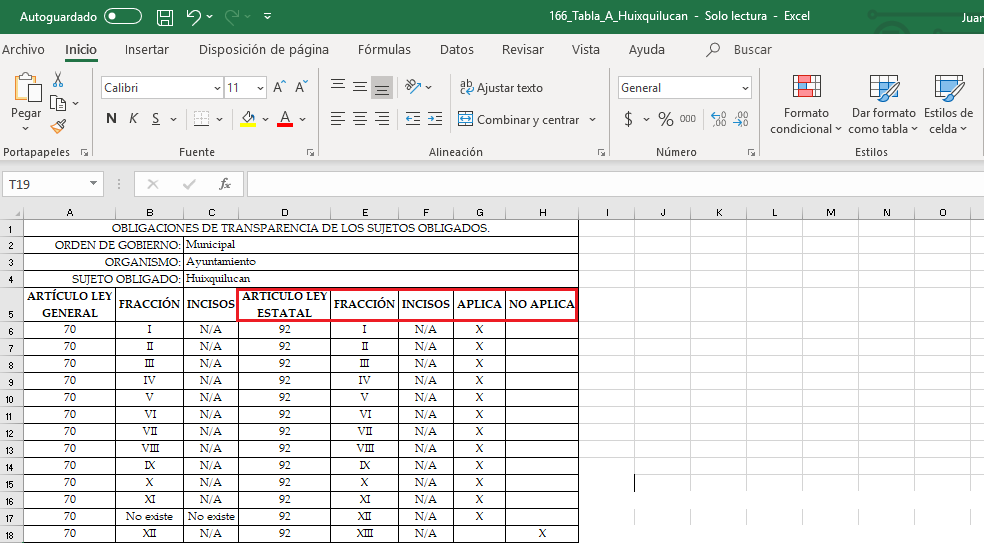 Autoguardado 166_Tabla_A_Huixquilucan - Solo lectura - Excel Juan
Archivo Inicio Insertar Disposición de página Fórmulas Datos Revisar Vista Ayuda Buscar
Calibri 11 ab Ajustar texto General
Pegar N K S A Combinar y centrar $ % 000 Formato condicional Dar formato como tabla Estilos de celda
Portapapeles Fuente Alineación Número Estilos
T19 fx
A B C D E F G H I J K L M N O
1 OBLIGACIONES DE TRANSPARENCIA DE LOS SUJETOS OBLIGADOS.
2 ORDEN DE GOBIERNO: Municipal
3 ORGANISMO: Ayuntamiento
4 SUJETO OBLIGADO: Huixquilucan
5 ARTÍCULO LEY GENERAL FRACCIÓN INCISOS ARTICULO LEY ESTATAL FRACCIÓN INCISOS APLICA NO APLICA
6 70 I N/A 92 I N/A X
7 70 II N/A 92 II N/A X
8 70 III N/A 92 III N/A X
9 70 IV N/A 92 IV N/A X
10 70 V N/A 92 V N/A X
11 70 VI N/A 92 VI N/A X
12 70 VII N/A 92 VII N/A X
13 70 VIII N/A 92 VIII N/A X
14 70 IX N/A 92 IX N/A X
15 70 X N/A 92 X N/A X
16 70 XI N/A 92 XI N/A X
17 70 No existe No existe 92 XII N/A X
18 70 XII N/A 92 XIII N/A X